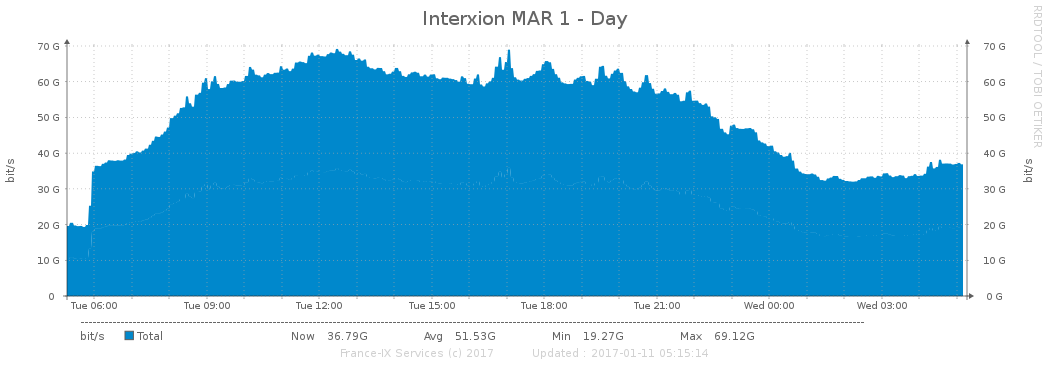 Interxion MAR 1 - Day
RRDTOOL / TOBI OETIKER
bit/s
70 G 70 G
60 G 60 G
50 G 50 G
40 G 40 G
30 G 30 G
20 G 20 G
10 G 10 G
0 0 G
bit/s
Tue 06:00 Tue 09:00 Tue 12:00 Tue 15:00 Tue 18:00 Tue 21:00 Wed 00:00 Wed 03:00
bit/s Total Now 36.79G Avg 51.53G Min 19.27G Max 69.12G
France-IX Services (c) 2017 Updated : 2017-01-11 05:15:14